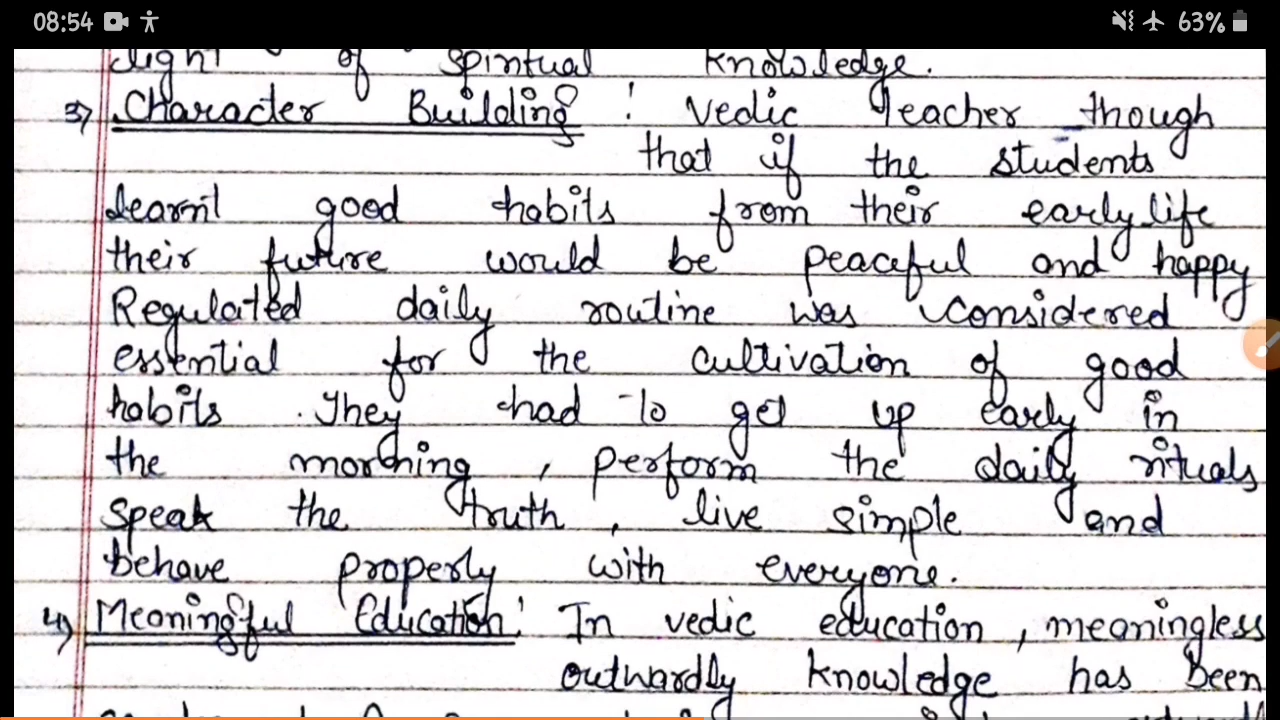 08:54 63%
light of spiritual knowledge.
3) Character Building : Vedic Teacher though
that if the students
learnt good habits from their early life
their future would be peaceful and happy
Regulated daily routine was considered
essential for the cultivation of good
habits. They had to get up early in
the morning, perform the daily rituals
speak the truth, live simple and
behave properly with everyone.
4) Meaningful Education : In vedic education, meaningless
outwardly knowledge has been